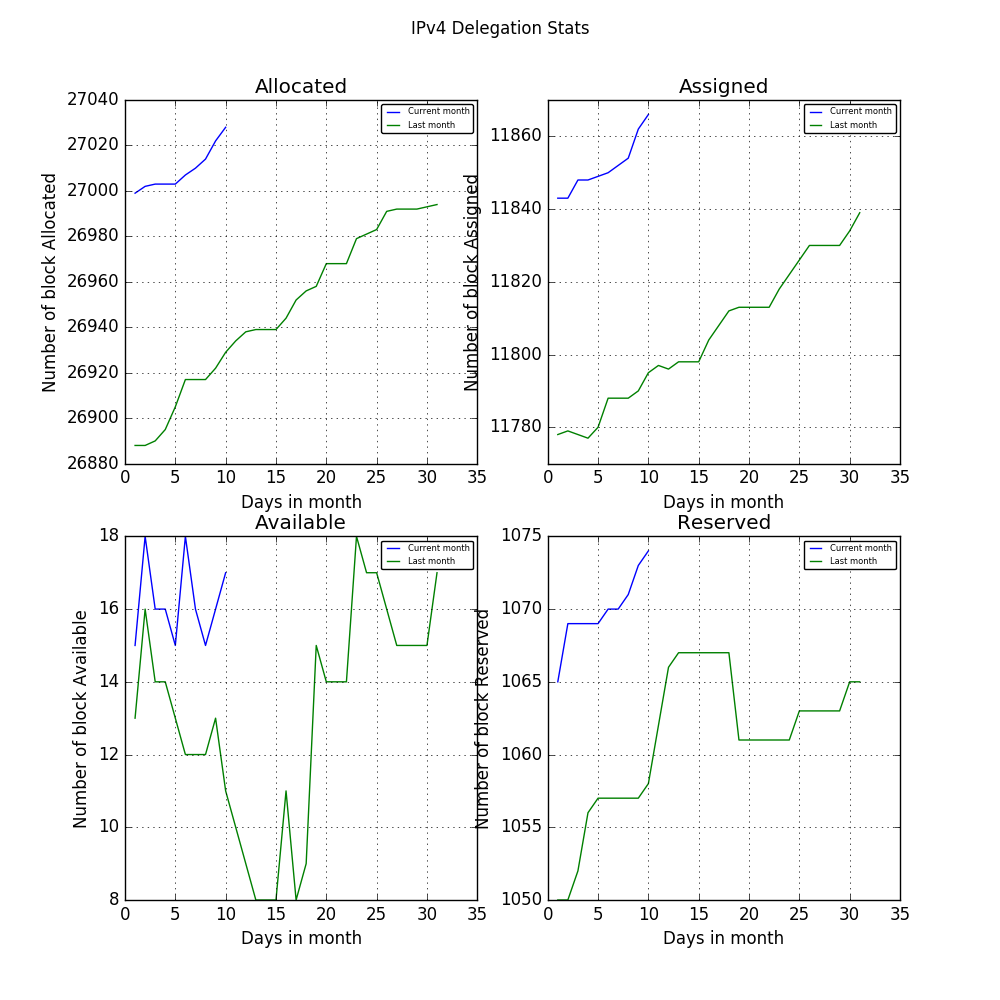 IPv4 Delegation Stats
Allocated
Number of block Allocated
27040
27020
27000
26980
26960
26940
26920
26900
26880
0 5 10 15 20 25 30 35
Days in month
Current month
Last month
Assigned
Number of block Assigned
11860
11840
11820
11800
11780
0 5 10 15 20 25 30 35
Days in month
Current month
Last month
Available
Number of block Available
18
16
14
12
10
8
0 5 10 15 20 25 30 35
Days in month
Current month
Last month
Reserved
Number of block Reserved
1075
1070
1065
1060
1055
1050
0 5 10 15 20 25 30 35
Days in month
Current month
Last month